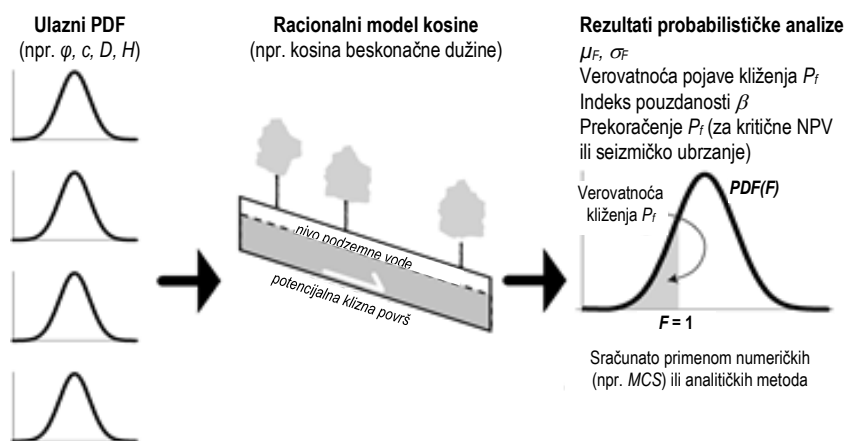 Ulazni PDF
(npr. φ, c, D, H)
Racionalni model kosine
(npr. kosina beskonačne dužine)
nivo podzemne vode
potencijalna klizna površ
Rezultati probabilističke analize
μF, σF
Verovatnoća pojave kliženja Pf
Indeks pouzdanosti β
Prekoračenje Pf (za kritične NPV
ili seizmičko ubrzanje)
Verovatnoća
kliženja Pf
PDF(F)
F = 1
Sračunato primenom numeričkih
(npr. MCS) ili analitičkih metoda